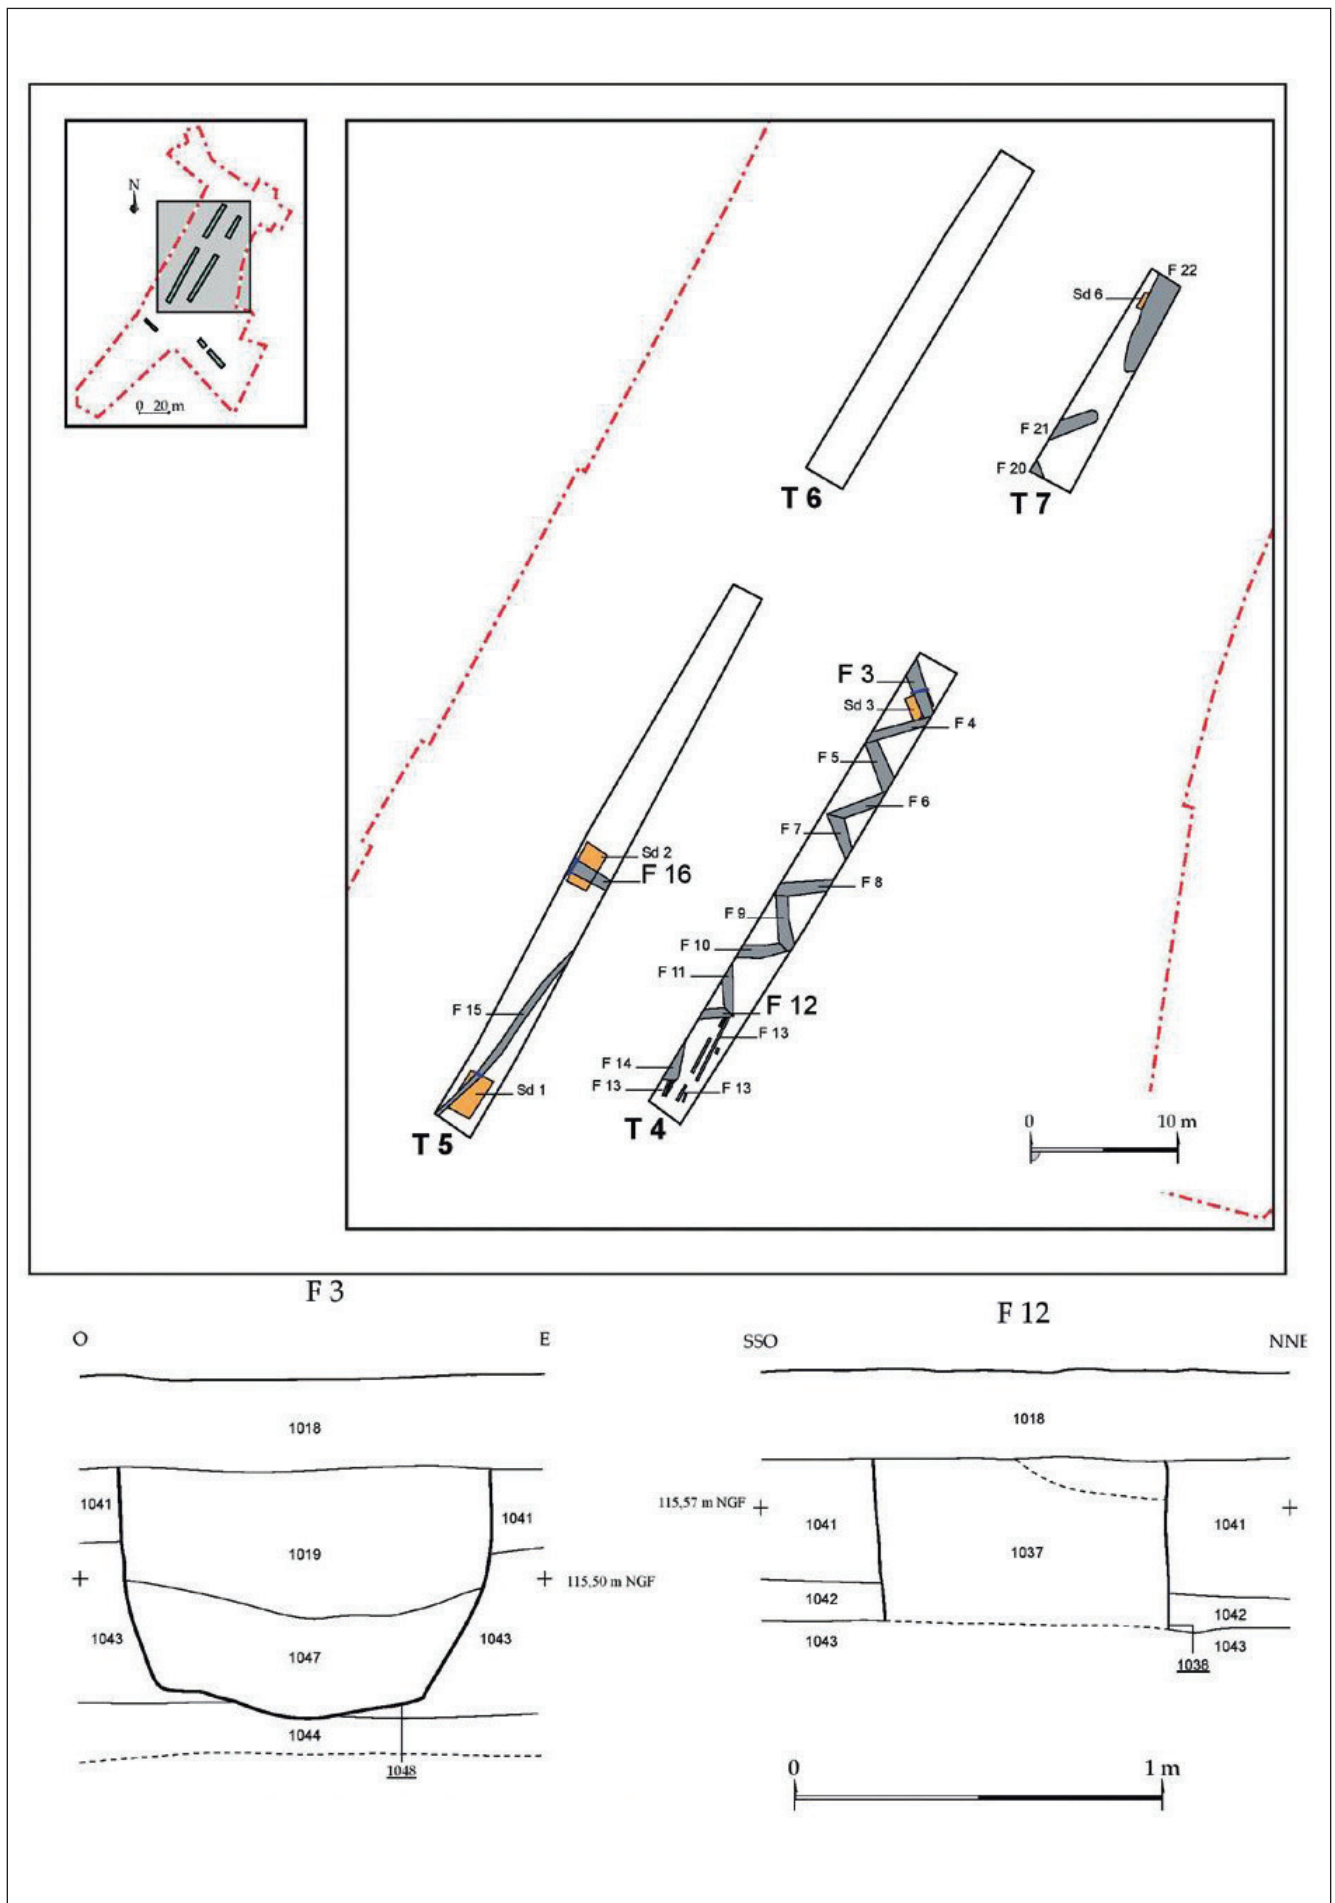 N
0 20 m
F 22
Sd 6
F 21
F 20
T 6
T 7
F 3
Sd 3
F 4
F 5
F 6
F 7
Sd 2
F 16
F 8
F 9
F 10
F 11
F 12
F 15
F 13
F 14
F 13
F 13
Sd 1
T 5
T 4
0 10 m
F 3
O E
1018
1041
1041
1019
115,50 m NGF
1043
1043
1047
1044
1048
F 12
SSO NNE
1018
115,57 m NGF
1041
1041
1037
1042
1042
1043
1043
1038
0 1 m